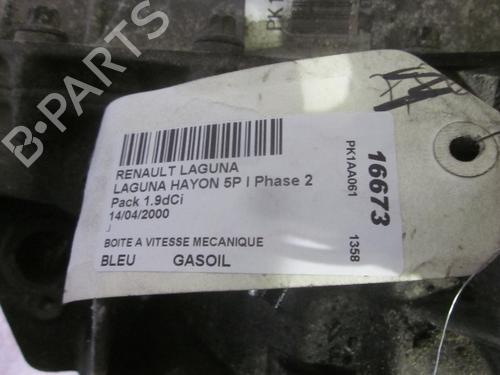 B-PARTS
PK1
RENAULT LAGUNA
LAGUNA HAYON 5P I Phase 2
Pack 1.9dCi
14/04/2000
J
BOITE A VITESSE MECANIQUE
BLEU GASOIL
16673
PK1AA061 1358